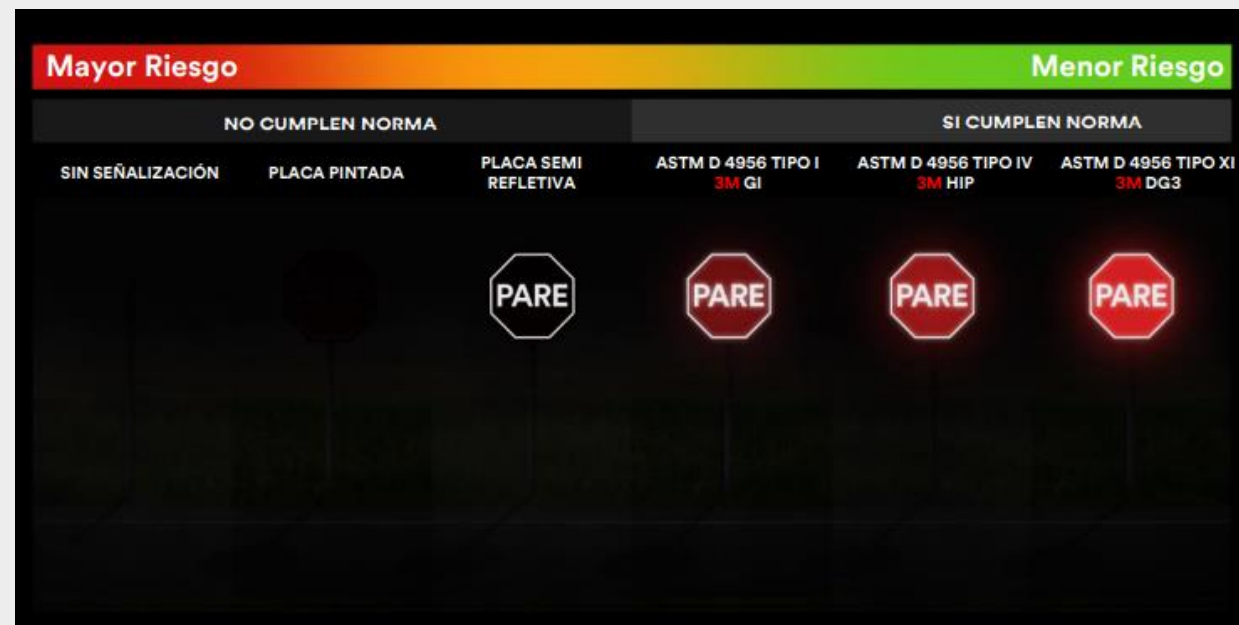 Mayor Riesgo
Menor Riesgo
NO CUMPLEN NORMA
SI CUMPLEN NORMA
SIN SEÑALIZACIÓN
PLACA PINTADA
PLACA SEMI
REFLETIVA
ASTM D 4956 TIPO I
3M GI
ASTM D 4956 TIPO IV
3M HIP
ASTM D 4956 TIPO XI
3M DG3
PARE
PARE
PARE
PARE